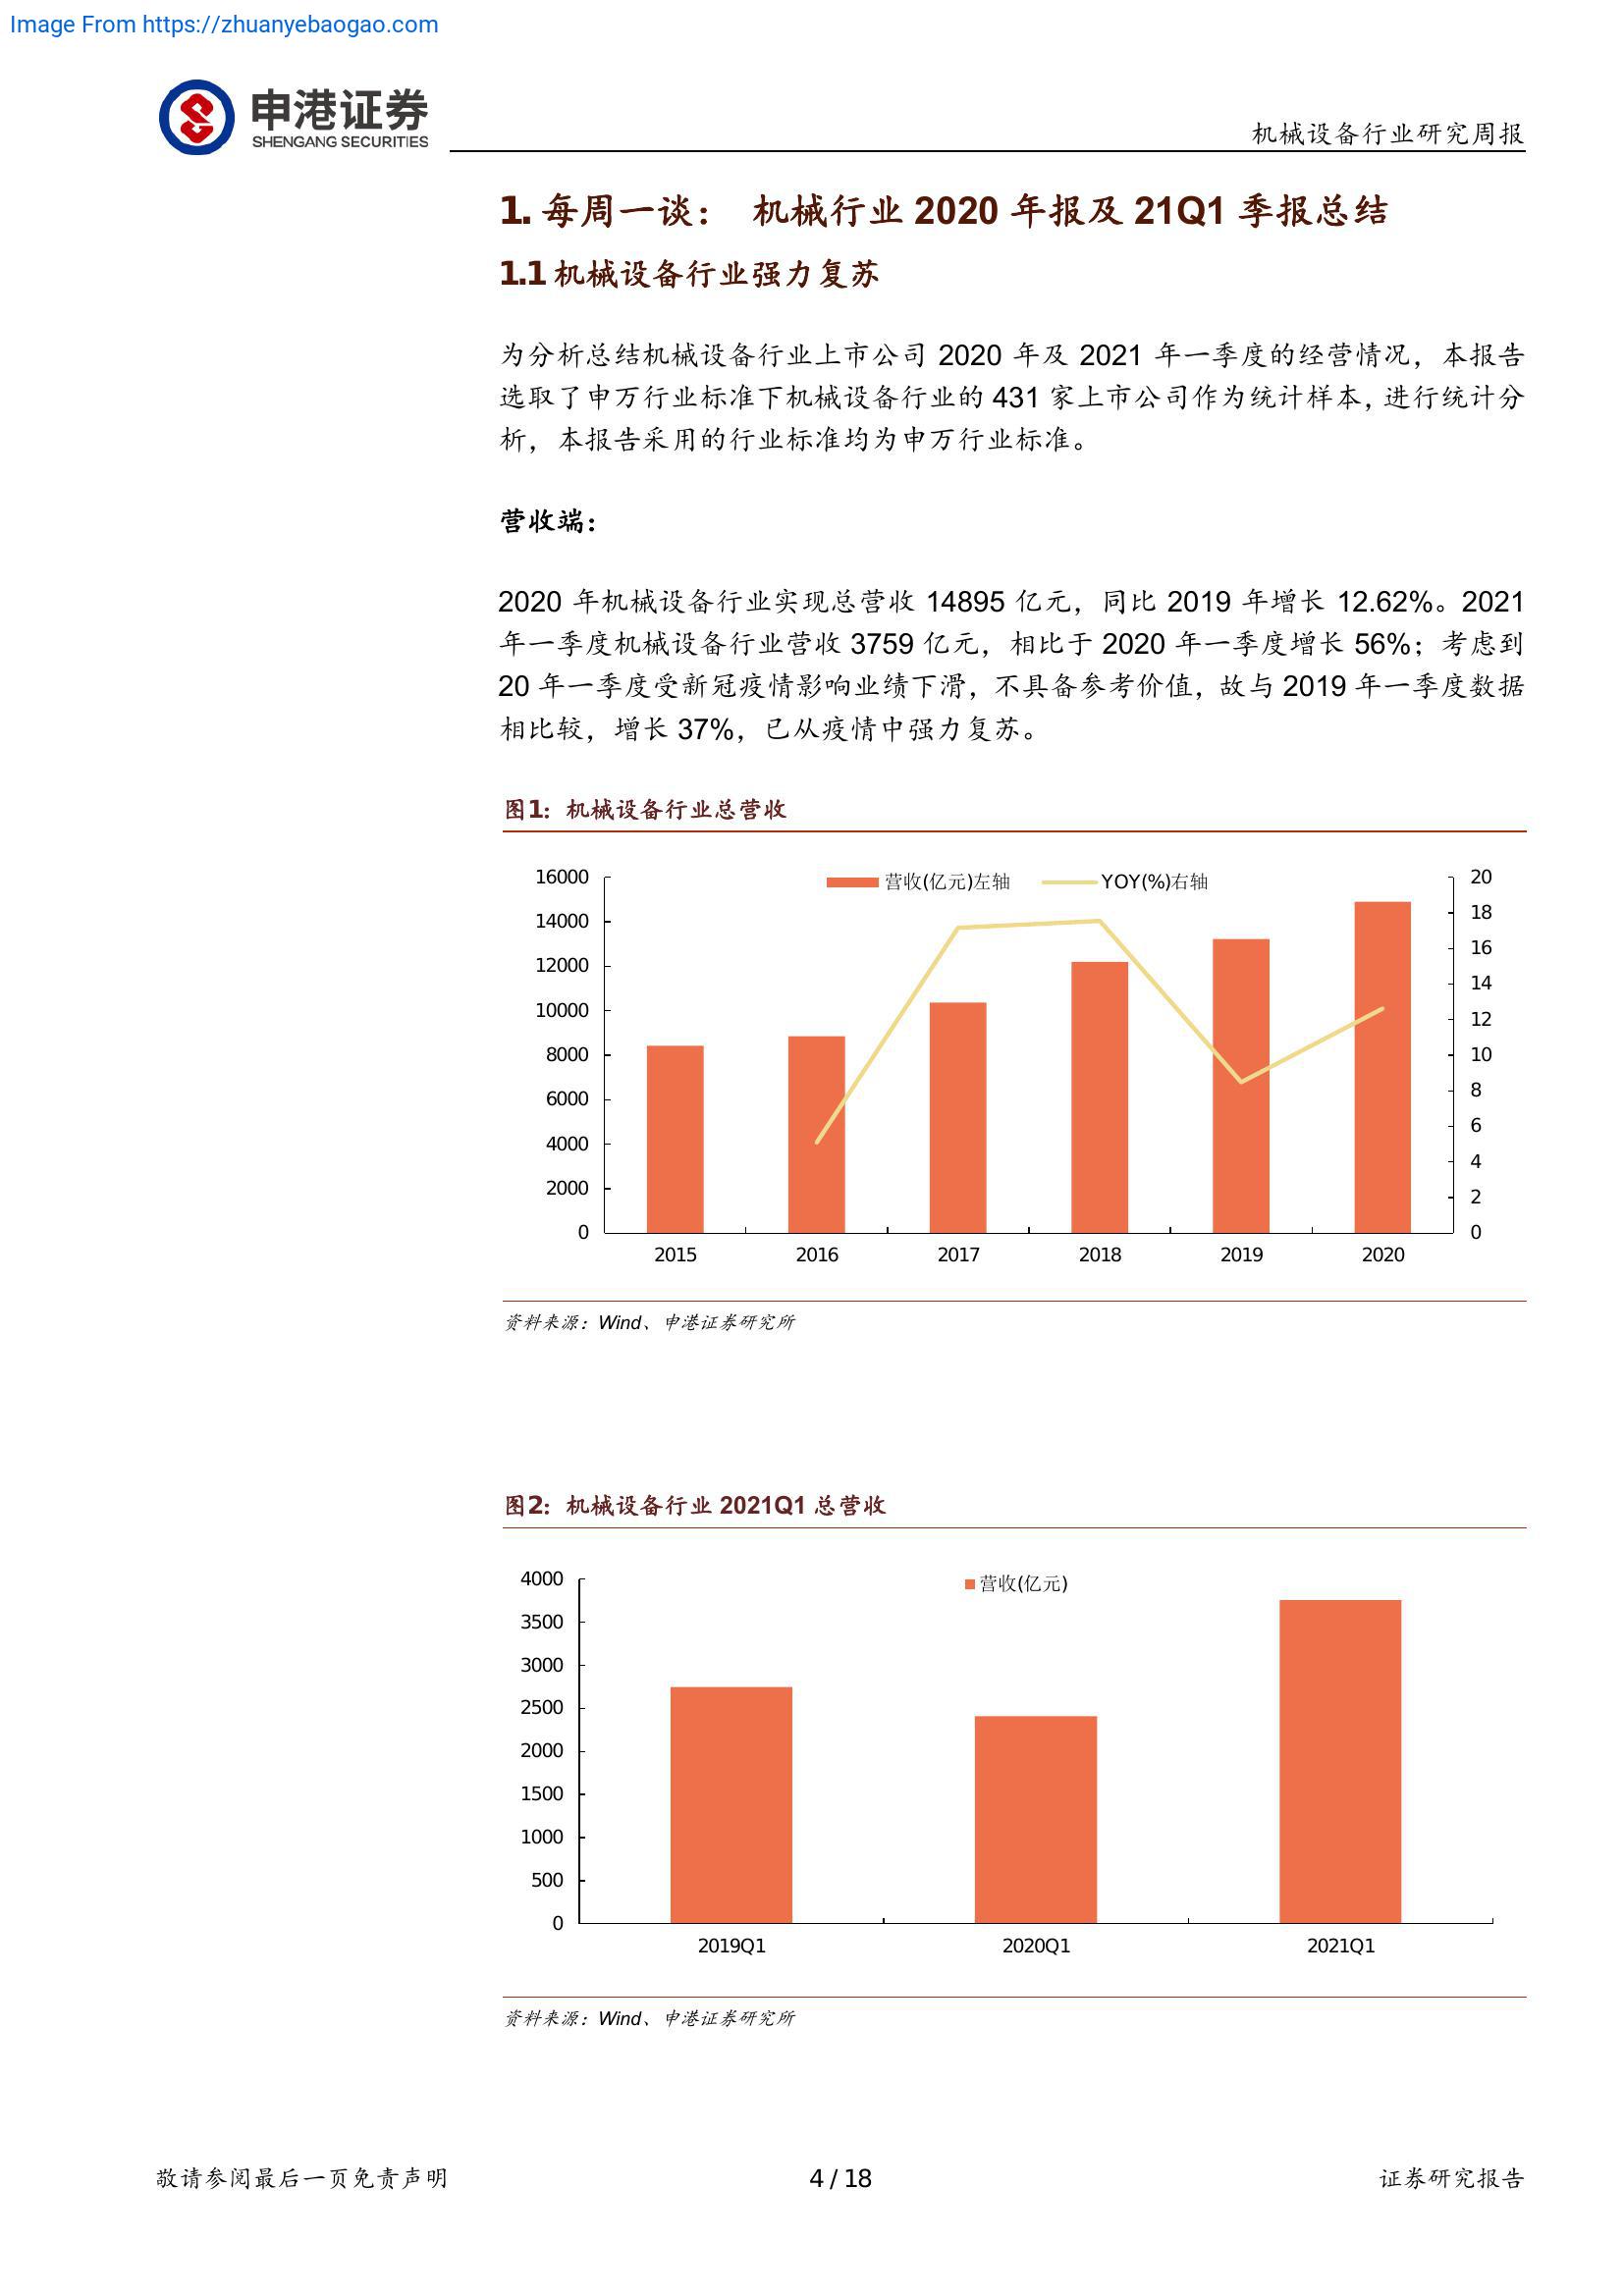 Image From https://zhuanyebaogao.com
申港证券
SHENGANG SECURITIES
机械设备行业研究周报
1. 每周一谈： 机械行业 2020 年报及 21Q1 季报总结
1.1 机械设备行业强力复苏
为分析总结机械设备行业上市公司 2020 年及 2021 年一季度的经营情况，本报告
选取了申万行业标准下机械设备行业的 431 家上市公司作为统计样本，进行统计分
析，本报告采用的行业标准均为申万行业标准。
营收端：
2020 年机械设备行业实现总营收 14895 亿元，同比 2019 年增长 12.62%。2021
年一季度机械设备行业营收 3759 亿元，相比于 2020 年一季度增长 56%；考虑到
20 年一季度受新冠疫情影响业绩下滑，不具备参考价值，故与 2019 年一季度数据
相比较，增长 37%，已从疫情中强力复苏。
图1：机械设备行业总营收
营收(亿元)左轴 YOY(%)右轴
16000 20
14000 18
12000 16
10000 14
8000 12
6000 10
4000 8
2000 6
0 4
2
0
2015 2016 2017 2018 2019 2020
资料来源：Wind、申港证券研究所
图2：机械设备行业 2021Q1 总营收
营收(亿元)
4000
3500
3000
2500
2000
1500
1000
500
0
2019Q1 2020Q1 2021Q1
资料来源：Wind、申港证券研究所
敬请参阅最后一页免责声明 4 / 18 证券研究报告